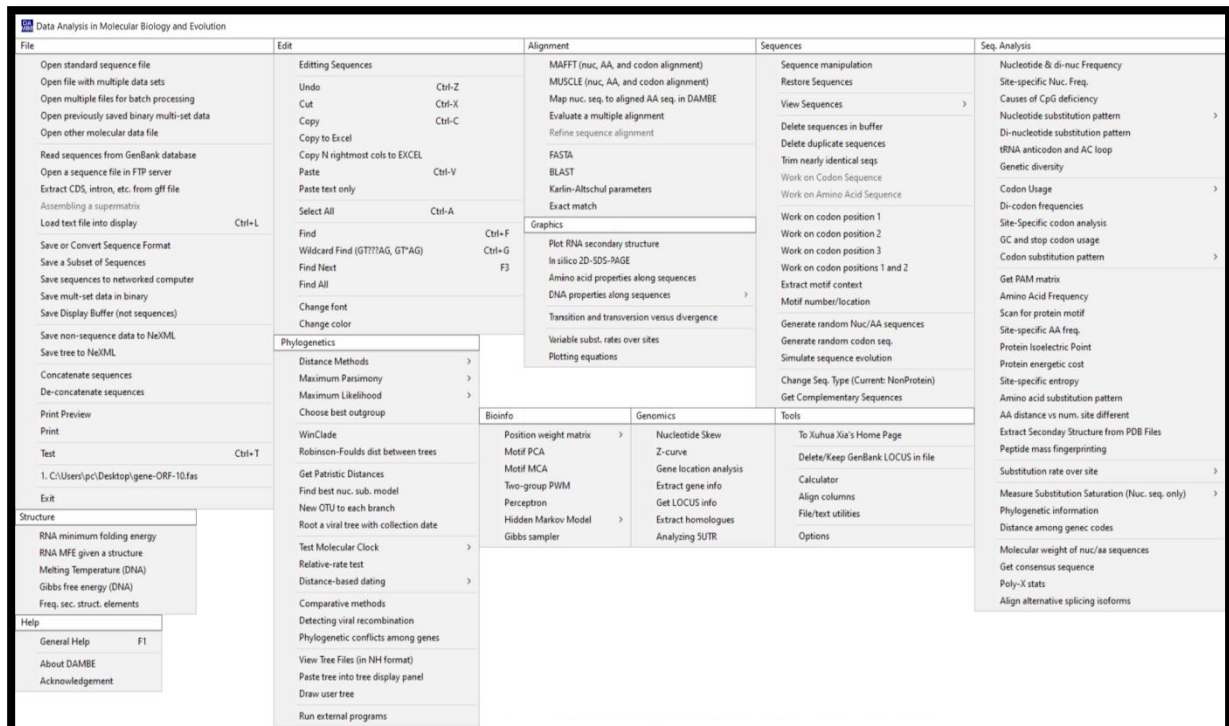 DAMBE Data Analysis in Molecular Biology and Evolution
File
Open standard sequence file
Open file with multiple data sets
Open multiple files for batch processing
Open previously saved binary multi-set data
Open other molecular data file
Read sequences from GenBank database
Open a sequence file in FTP server
Extract CDS, intron, etc. from gff file
Assembling a supermatrix
Load text file into display Ctrl+L
Save or Convert Sequence Format
Save a Subset of Sequences
Save sequences to networked computer
Save mult-set data in binary
Save Display Buffer (not sequences)
Save non-sequence data to NeXML
Save tree to NeXML
Concatenate sequences
De-concatenate sequences
Print Preview
Print
Test Ctrl+T
1. C:\Users\pc\Desktop\gene-ORF-10.fas
Exit
Structure
RNA minimum folding energy
RNA MFE given a structure
Melting Temperature (DNA)
Gibbs free energy (DNA)
Freq. sec. struct. elements
Help
General Help F1
About DAMBE
Acknowledgement
Edit
Editting Sequences
Undo Ctrl-Z
Cut Ctrl-X
Copy Ctrl-C
Copy to Excel
Copy N rightmost cols to EXCEL
Paste Ctrl-V
Paste text only
Select All Ctrl-A
Find Ctrl+F
Wildcard Find (GT???AG, GT*AG) Ctrl+G
Find Next F3
Find All
Change font
Change color
Phylogenetics
Distance Methods >
Maximum Parsimony >
Maximum Likelihood >
Choose best outgroup
WinClade
Robinson-Foulds dist between trees
Get Patristic Distances
Find best nuc. sub. model
New OTU to each branch
Root a viral tree with collection date
Test Molecular Clock >
Relative-rate test
Distance-based dating >
Comparative methods
Detecting viral recombination
Phylogenetic conflicts among genes
View Tree Files (in NH format)
Paste tree into tree display panel
Draw user tree
Run external programs
Alignment
MAFFT (nuc, AA, and codon alignment)
MUSCLE (nuc, AA, and codon alignment)
Map nuc. seq. to aligned AA seq. in DAMBE
Evaluate a multiple alignment
Refine sequence alignment
FASTA
BLAST
Karlin-Altschul parameters
Exact match
Graphics
Plot RNA secondary structure
In silico 2D-SDS-PAGE
Amino acid properties along sequences
DNA properties along sequences >
Transition and transversion versus divergence
Variable subst. rates over sites
Plotting equations
Bioinfo
Position weight matrix >
Motif PCA
Motif MCA
Two-group PWM
Perceptron
Hidden Markov Model >
Gibbs sampler
Genomics
Nucleotide Skew
Z-curve
Gene location analysis
Extract gene info
Get LOCUS info
Extract homologues
Analyzing 5UTR
Sequences
Sequence manipulation
Restore Sequences
View Sequences >
Delete sequences in buffer
Delete duplicate sequences
Trim nearly identical seqs
Work on Codon Sequence
Work on Amino Acid Sequence
Work on codon position 1
Work on codon position 2
Work on codon position 3
Work on codon positions 1 and 2
Extract motif context
Motif number/location
Generate random Nuc/AA sequences
Generate random codon seq.
Simulate sequence evolution
Change Seq. Type (Current: NonProtein)
Get Complementary Sequences
Tools
To Xuhua Xia's Home Page
Delete/Keep GenBank LOCUS in file
Calculator
Align columns
File/text utilities
Options
Seq. Analysis
Nucleotide & di-nuc Frequency
Site-specific Nuc. Freq.
Causes of CpG deficiency
Nucleotide substitution pattern >
Di-nucleotide substitution pattern
tRNA anticodon and AC loop
Genetic diversity
Codon Usage >
Di-codon frequencies
Site-Specific codon analysis
GC and stop codon usage
Codon substitution pattern >
Get PAM matrix
Amino Acid Frequency
Scan for protein motif
Site-specific AA freq.
Protein Isoelectric Point
Protein energetic cost
Site-specific entropy
Amino acid substitution pattern
AA distance vs num. site different
Extract Seconday Structure from PDB Files
Peptide mass fingerprinting
Substitution rate over site >
Measure Substitution Saturation (Nuc. seq. only) >
Phylogenetic information
Distance among genec codes
Molecular weight of nuc/aa sequences
Get consensus sequence
Poly-X stats
Align alternative splicing isoforms